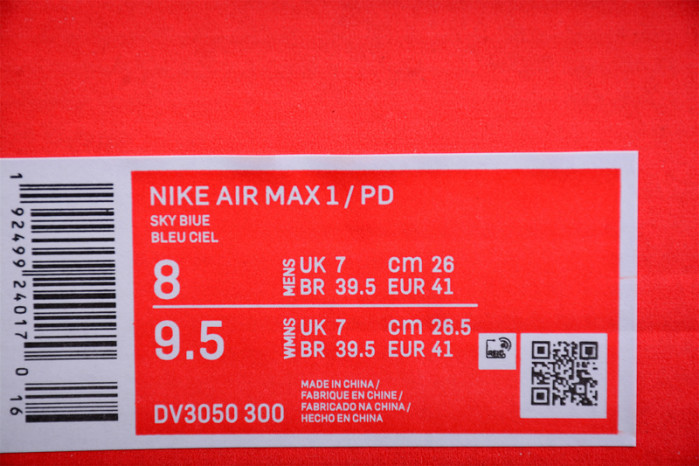 NIKE AIR MAX 1 / PD
SKY BIUE
BLEU CIEL
8
MENS
UK 7 cm 26
BR 39.5 EUR 41
9.5
WMNS
UK 7 cm 26.5
BR 39.5 EUR 41
MADE IN CHINA /
FABRIQUE EN CHINE /
FABRICADO NA CHINA /
HECHO EN CHINA
DV3050 300
1 92499 24017 0 16